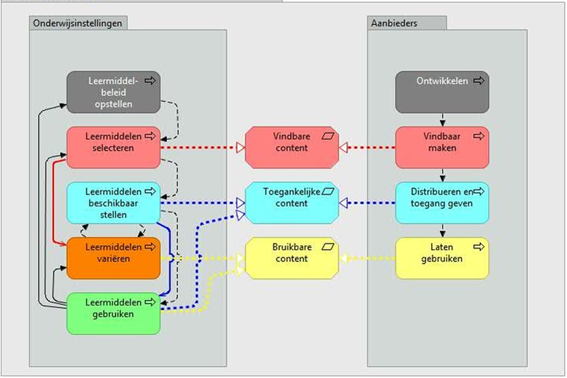 Onderwijsinstellingen
Aanbieders
Leermiddel-
beleid
opstellen
Ontwikkelen
Leermiddelen
selecteren
Vindbare
content
Vindbaar
maken
Leermiddelen
beschikbaar
stellen
Toegankelijke
content
Distribueren en
toegang geven
Leermiddelen
variëren
Bruikbare
content
Laten
gebruiken
Leermiddelen
gebruiken